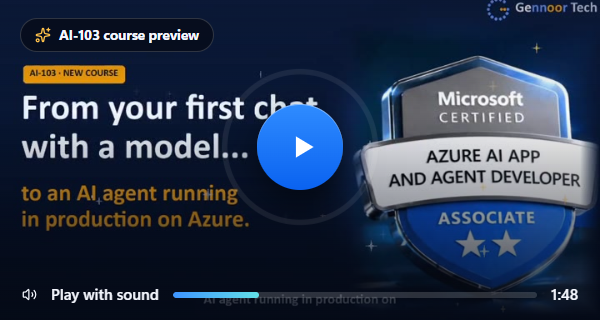 Gennoor Tech
AI-103 course preview
AI-103 · NEW COURSE
From your first chat
with a model...
to an AI agent running
in production on Azure.
Microsoft
CERTIFIED
AZURE AI APP
AND AGENT DEVELOPER
ASSOCIATE
Play with sound
1:48
AI agent running in production on